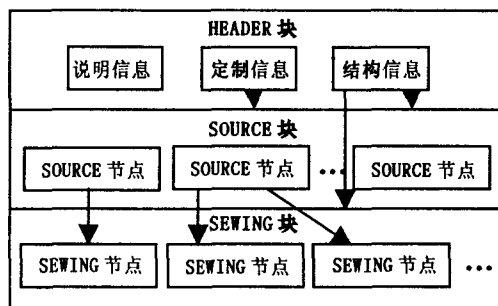 HEADER 块
说明信息 定制信息 结构信息
SOURCE 块
SOURCE 节点 SOURCE 节点 ••• SOURCE 节点
SEWING 块
SEWING 节点 SEWING 节点 SEWING 节点 •••